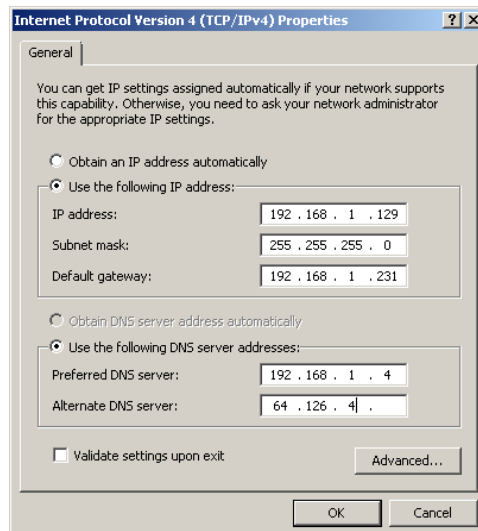 Internet Protocol Version 4 (TCP/IPv4) Properties
General
You can get IP settings assigned automatically if your network supports
this capability. Otherwise, you need to ask your network administrator
for the appropriate IP settings.
Obtain an IP address automatically
Use the following IP address:
IP address: 192 . 168 . 1 . 129
Subnet mask: 255 . 255 . 255 . 0
Default gateway: 192 . 168 . 1 . 231
Obtain DNS server address automatically
Use the following DNS server addresses:
Preferred DNS server: 192 . 168 . 1 . 4
Alternate DNS server: 64 . 126 . 4 .
Validate settings upon exit
Advanced...
OK Cancel